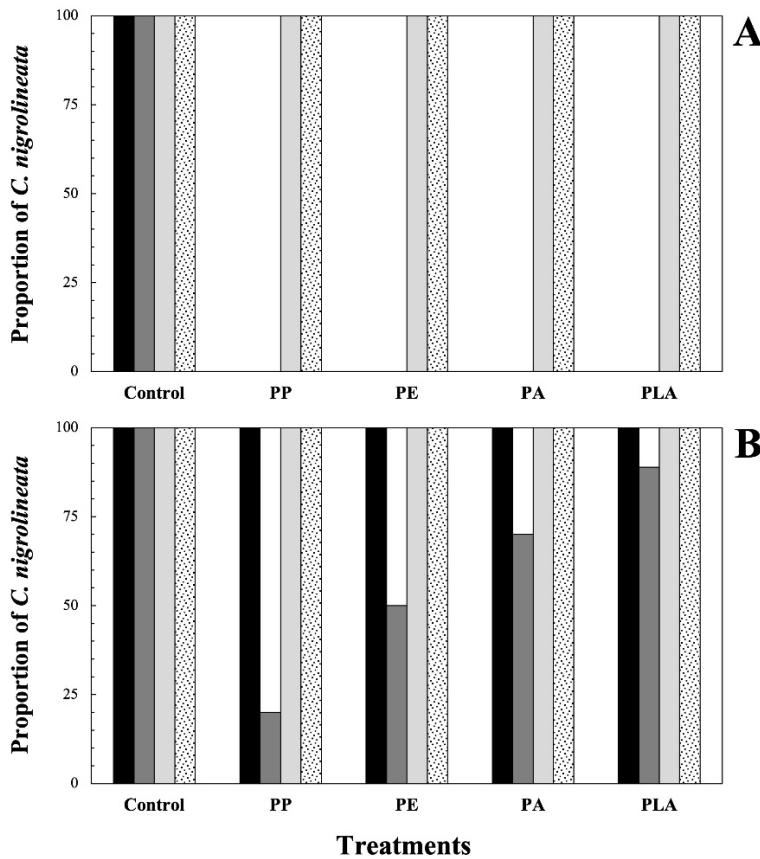 A
100
75
50
25
0
Proportion of C. nigrolineata
Control PP PE PA PLA
B
100
75
50
25
0
Proportion of C. nigrolineata
Control PP PE PA PLA
Treatments